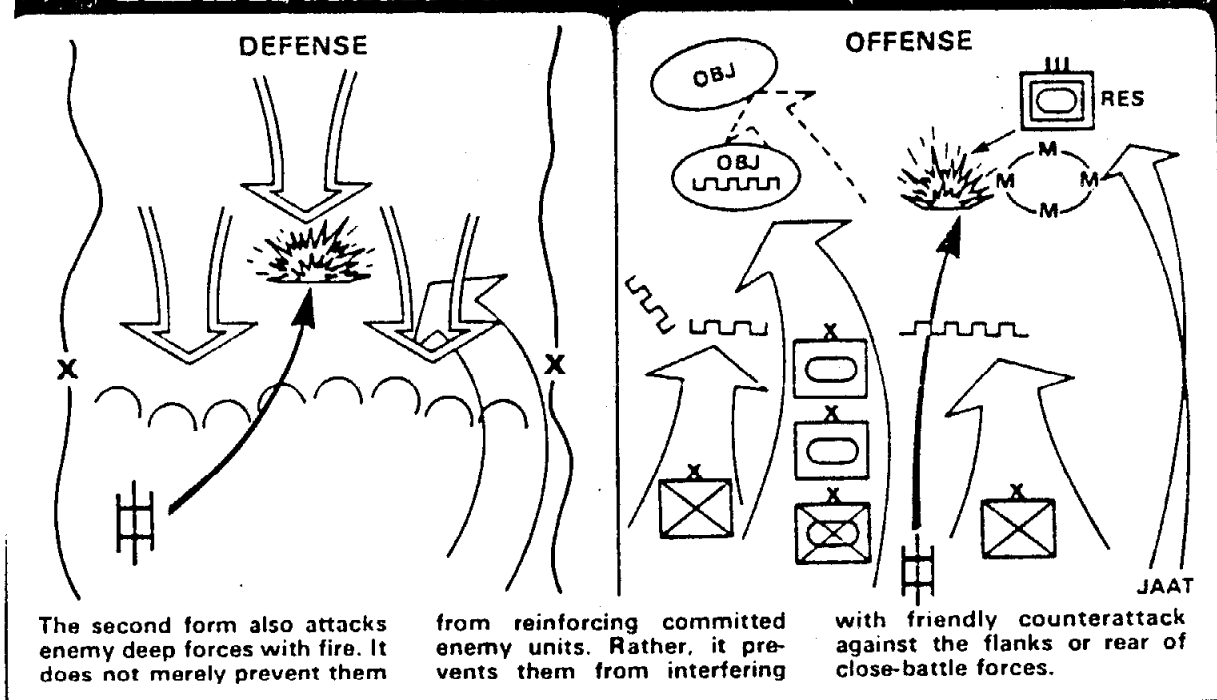 DEFENSE
X
X
OFFENSE
OBJ
OBJ
RES
M
M
M
M
X
X
X
X
X
JAAT
The second form also attacks
enemy deep forces with fire. It
does not merely prevent them
from reinforcing committed
enemy units. Rather, it pre-
vents them from interfering
with friendly counterattack
against the flanks or rear of
close-battle forces.